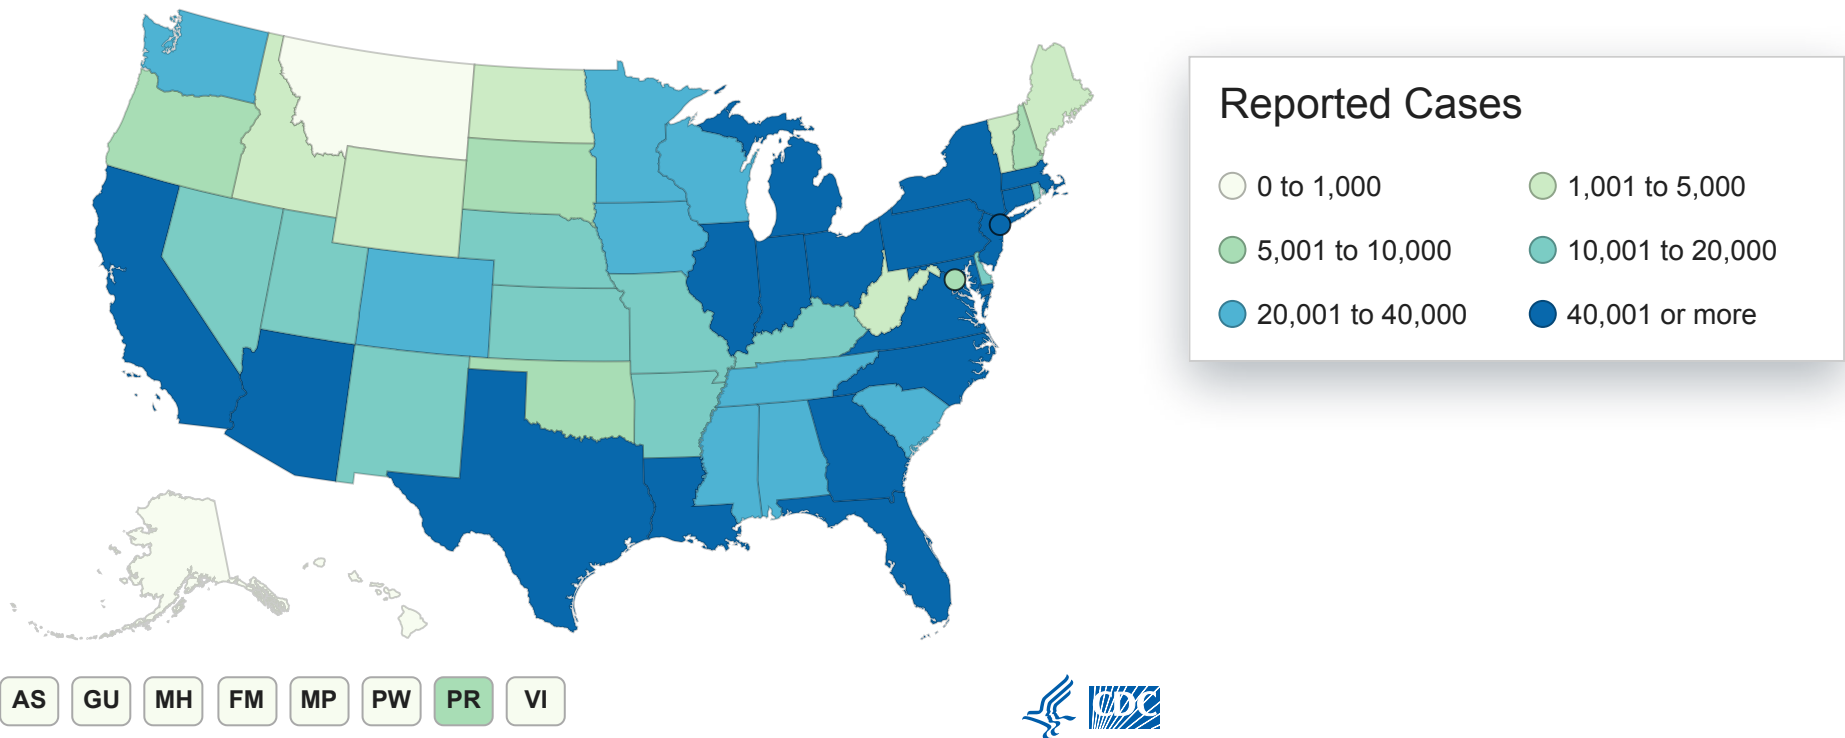 Reported Cases
0 to 1,000
1,001 to 5,000
5,001 to 10,000
10,001 to 20,000
20,001 to 40,000
40,001 or more
AS GU MH FM MP PW PR VI
CDC